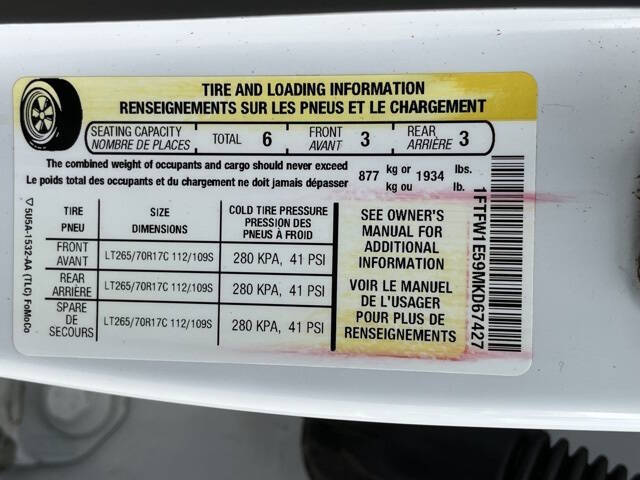 TIRE AND LOADING INFORMATION
RENSEIGNEMENTS SUR LES PNEUS ET LE CHARGEMENT
SEATING CAPACITY TOTAL 6 FRONT 3 REAR 3
NOMBRE DE PLACES AVANT ARRIÈRE
The combined weight of occupants and cargo should never exceed 877 kg or 1934 lbs.
Le poids total des occupants et du chargement ne doit jamais dépasser kg ou lb.
TIRE SIZE COLD TIRE PRESSURE
PNEU DIMENSIONS PRESSION DES PNEUS À FROID
FRONT AVANT LT265/70R17C 112/109S 280 KPA, 41 PSI
REAR ARRIÈRE LT265/70R17C 112/109S 280 KPA, 41 PSI
SPARE DE SECOURS LT265/70R17C 112/109S 280 KPA, 41 PSI
SEE OWNER'S
MANUAL FOR
ADDITIONAL
INFORMATION
VOIR LE MANUEL
DE L'USAGER
POUR PLUS DE
RENSEIGNEMENTS
5U5A-1532-AA (TLC) FoMoCo
1FTFW1E59MKD67427